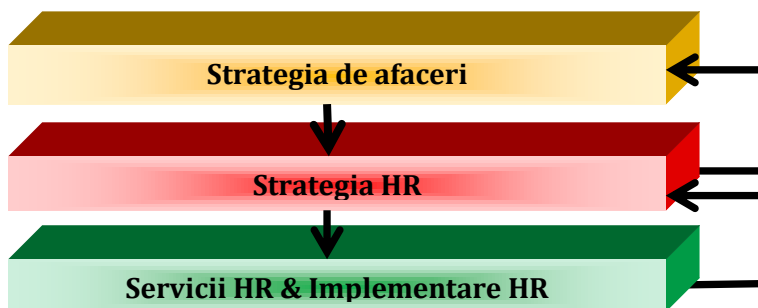 Strategia de afaceri
Strategia HR
Servicii HR & Implementare HR